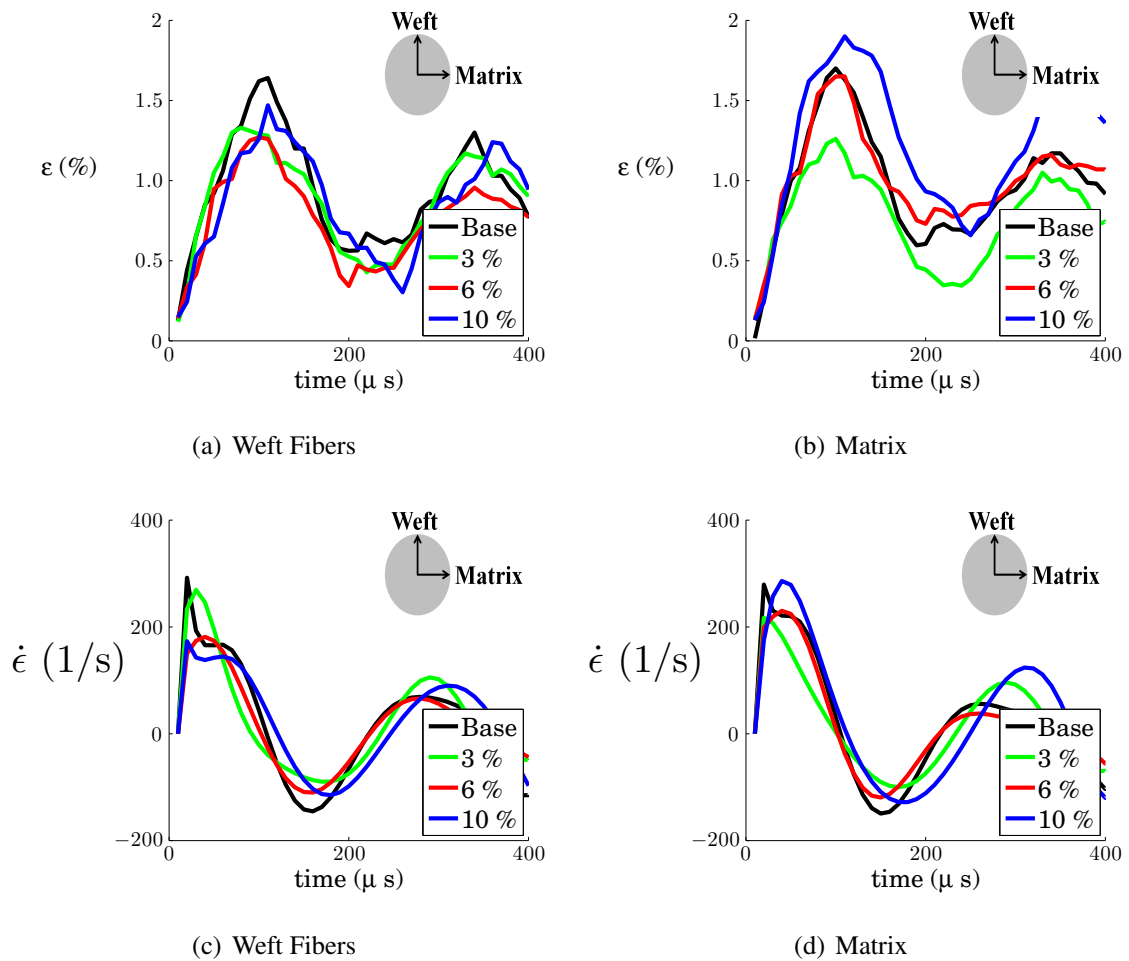 Weft
Matrix
2
1.5
1.0
0.5
0
ε (%)
Base
3 %
6 %
10 %
0
200
400
time (μ s)
(a) Weft Fibers
Weft
Matrix
2
1.5
1.0
0.5
0
ε (%)
Base
3 %
6 %
10 %
0
200
400
time (μ s)
(b) Matrix
Weft
Matrix
400
200
0
−200
ϵ̇ (1/s)
Base
3 %
6 %
10 %
0
200
400
time (μ s)
(c) Weft Fibers
Weft
Matrix
400
200
0
−200
ϵ̇ (1/s)
Base
3 %
6 %
10 %
0
200
400
time (μ s)
(d) Matrix